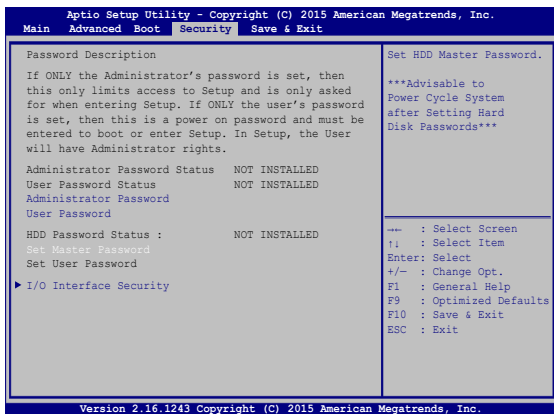 Aptio Setup Utility - Copyright (C) 2015 American Megatrends, Inc.
Main Advanced Boot Security Save & Exit
Password Description
If ONLY the Administrator's password is set, then
this only limits access to Setup and is only asked
for when entering Setup. If ONLY the user's password
is set, then this is a power on password and must be
entered to boot or enter Setup. In Setup, the User
will have Administrator rights.
Administrator Password Status NOT INSTALLED
User Password Status NOT INSTALLED
Administrator Password
User Password
HDD Password Status : NOT INSTALLED
Set Master Password
Set User Password
I/O Interface Security
Set HDD Master Password.
***Advisable to
Power Cycle System
after Setting Hard
Disk Passwords***
→← : Select Screen
↑↓ : Select Item
Enter: Select
+/— : Change Opt.
F1 : General Help
F9 : Optimized Defaults
F10 : Save & Exit
ESC : Exit
Version 2.16.1243 Copyright (C) 2015 American Megatrends, Inc.